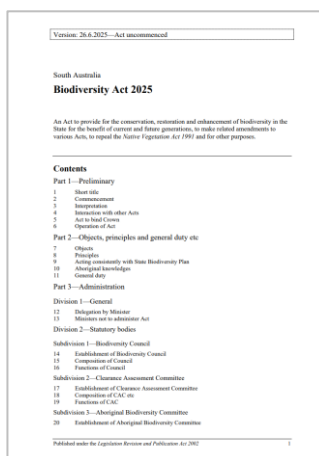 Version: 26.6.2025—Act uncommenced
South Australia
Biodiversity Act 2025
An Act to provide for the conservation, restoration and enhancement of biodiversity in the
State for the benefit of current and future generations, to make related amendments to
various Acts, to repeal the Native Vegetation Act 1991 and for other purposes.
Contents
Part 1—Preliminary
1 Short title
2 Commencement
3 Interpretation
4 Interaction with other Acts
5 Act to bind Crown
6 Operation of Act
Part 2—Objects, principles and general duty etc
7 Objects
8 Principles
9 Acting consistently with State Biodiversity Plan
10 Aboriginal knowledges
11 General duty
Part 3—Administration
Division 1—General
12 Delegation by Minister
13 Ministers not to administer Act
Division 2—Statutory bodies
Subdivision 1—Biodiversity Council
14 Establishment of Biodiversity Council
15 Composition of Council
16 Functions of Council
Subdivision 2—Clearance Assessment Committee
17 Establishment of Clearance Assessment Committee
18 Composition of CAC etc
19 Functions of CAC
Subdivision 3—Aboriginal Biodiversity Committee
20 Establishment of Aboriginal Biodiversity Committee
Published under the Legislation Revision and Publication Act 2002 1